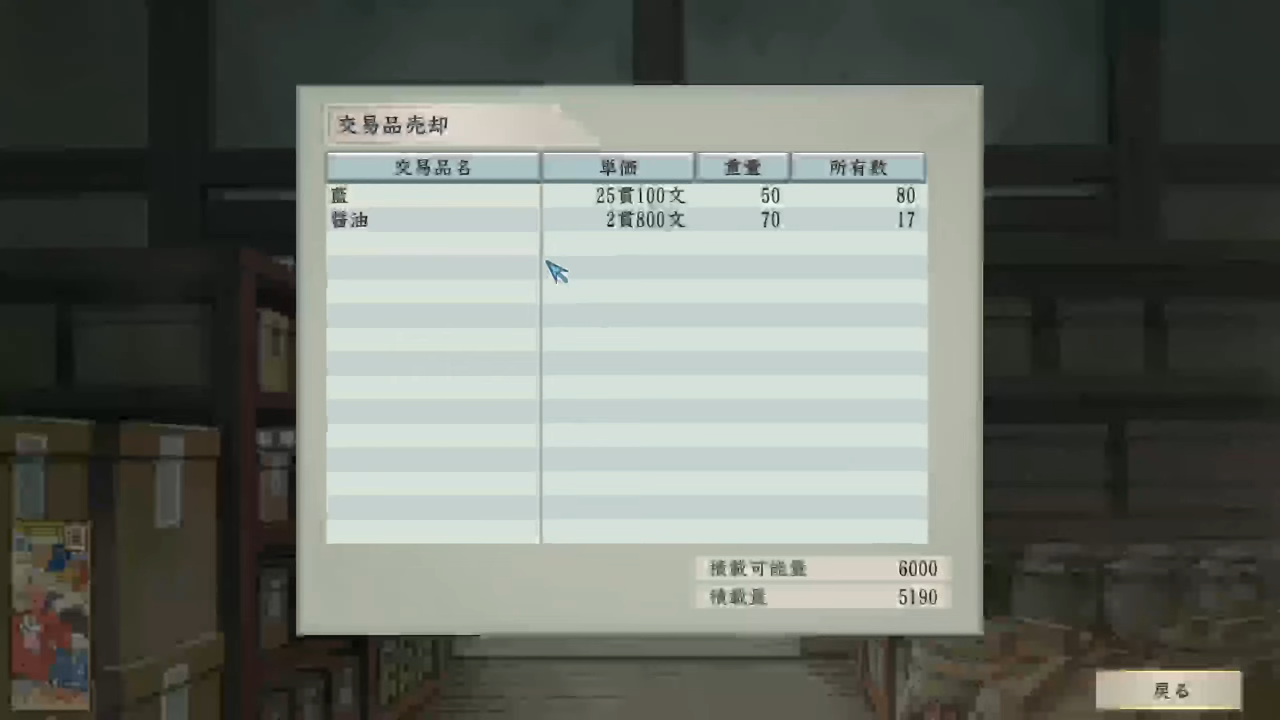 交易品売却
交易品名 単価 重量 所有数
藍 25貫100文 50 80
醤油 2貫800文 70 17
積載可能量 6000
積載量 5190
戻る